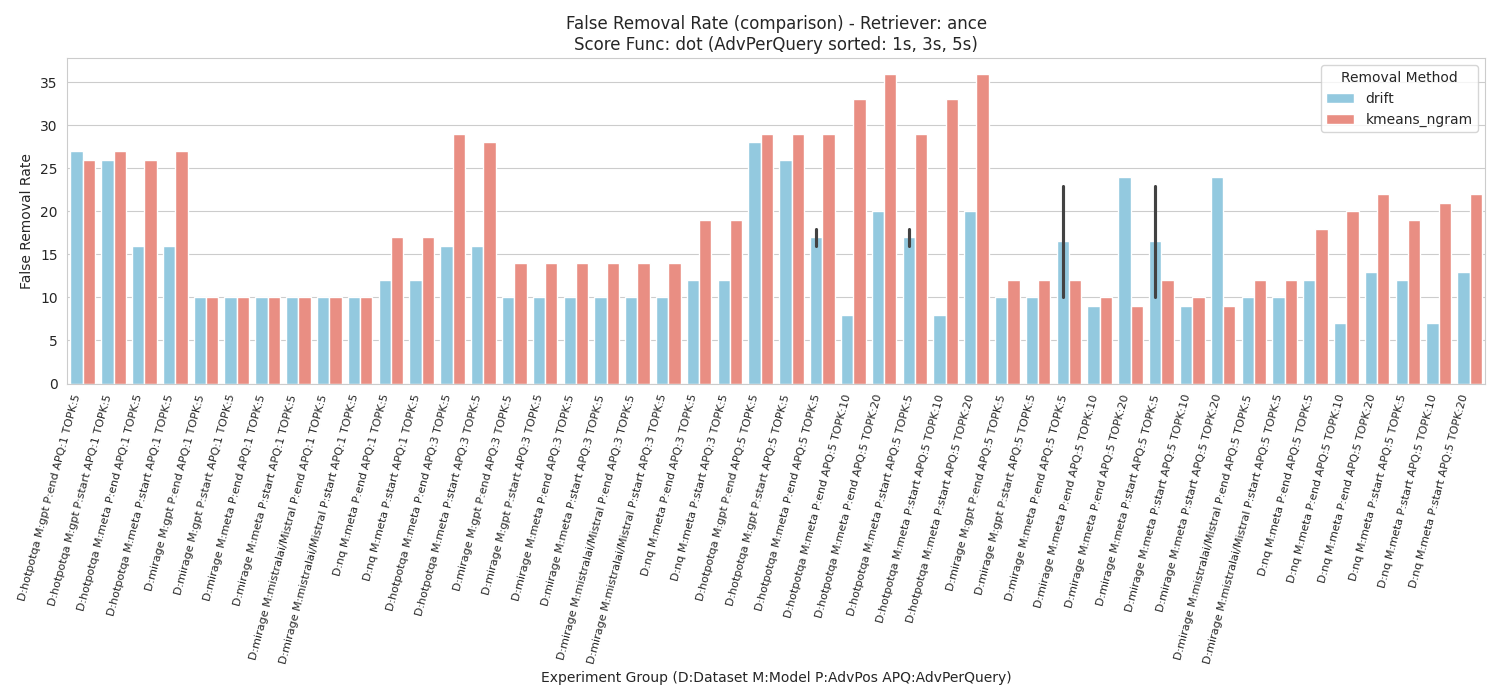 False Removal Rate (comparison) - Retriever: ance
Score Func: dot (AdvPerQuery sorted: 1s, 3s, 5s)
Removal Method
drift
kmeans_ngram
False Removal Rate
35
30
25
20
15
10
5
0
D:hotpotqa M:gpt P:end APQ:1 TOPK:5
D:hotpotqa M:gpt P:start APQ:1 TOPK:5
D:hotpotqa M:meta P:end APQ:1 TOPK:5
D:hotpotqa M:meta P:start APQ:1 TOPK:5
D:mirage M:gpt P:end APQ:1 TOPK:5
D:mirage M:gpt P:start APQ:1 TOPK:5
D:mirage M:meta P:end APQ:1 TOPK:5
D:mirage M:meta P:start APQ:1 TOPK:5
D:mirage M:mistralai/Mistral P:end APQ:1 TOPK:5
D:mirage M:mistralai/Mistral P:start APQ:1 TOPK:5
D:nq M:meta P:end APQ:1 TOPK:5
D:nq M:meta P:start APQ:1 TOPK:5
D:hotpotqa M:meta P:end APQ:3 TOPK:5
D:hotpotqa M:meta P:start APQ:3 TOPK:5
D:mirage M:gpt P:end APQ:3 TOPK:5
D:mirage M:gpt P:start APQ:3 TOPK:5
D:mirage M:meta P:end APQ:3 TOPK:5
D:mirage M:meta P:start APQ:3 TOPK:5
D:mirage M:mistralai/Mistral P:end APQ:3 TOPK:5
D:mirage M:mistralai/Mistral P:start APQ:3 TOPK:5
D:nq M:meta P:end APQ:3 TOPK:5
D:nq M:meta P:start APQ:3 TOPK:5
D:hotpotqa M:gpt P:end APQ:5 TOPK:5
D:hotpotqa M:gpt P:start APQ:5 TOPK:5
D:hotpotqa M:meta P:end APQ:5 TOPK:5
D:hotpotqa M:meta P:end APQ:5 TOPK:10
D:hotpotqa M:meta P:end APQ:5 TOPK:20
D:hotpotqa M:meta P:start APQ:5 TOPK:5
D:hotpotqa M:meta P:start APQ:5 TOPK:10
D:hotpotqa M:meta P:start APQ:5 TOPK:20
D:mirage M:gpt P:end APQ:5 TOPK:5
D:mirage M:gpt P:start APQ:5 TOPK:5
D:mirage M:meta P:end APQ:5 TOPK:5
D:mirage M:meta P:end APQ:5 TOPK:10
D:mirage M:meta P:end APQ:5 TOPK:20
D:mirage M:meta P:start APQ:5 TOPK:5
D:mirage M:meta P:start APQ:5 TOPK:10
D:mirage M:meta P:start APQ:5 TOPK:20
D:mirage M:mistralai/Mistral P:end APQ:5 TOPK:5
D:mirage M:mistralai/Mistral P:start APQ:5 TOPK:5
D:nq M:meta P:end APQ:5 TOPK:5
D:nq M:meta P:end APQ:5 TOPK:10
D:nq M:meta P:end APQ:5 TOPK:20
D:nq M:meta P:start APQ:5 TOPK:5
D:nq M:meta P:start APQ:5 TOPK:10
D:nq M:meta P:start APQ:5 TOPK:20
Experiment Group (D:Dataset M:Model P:AdvPos APQ:AdvPerQuery)